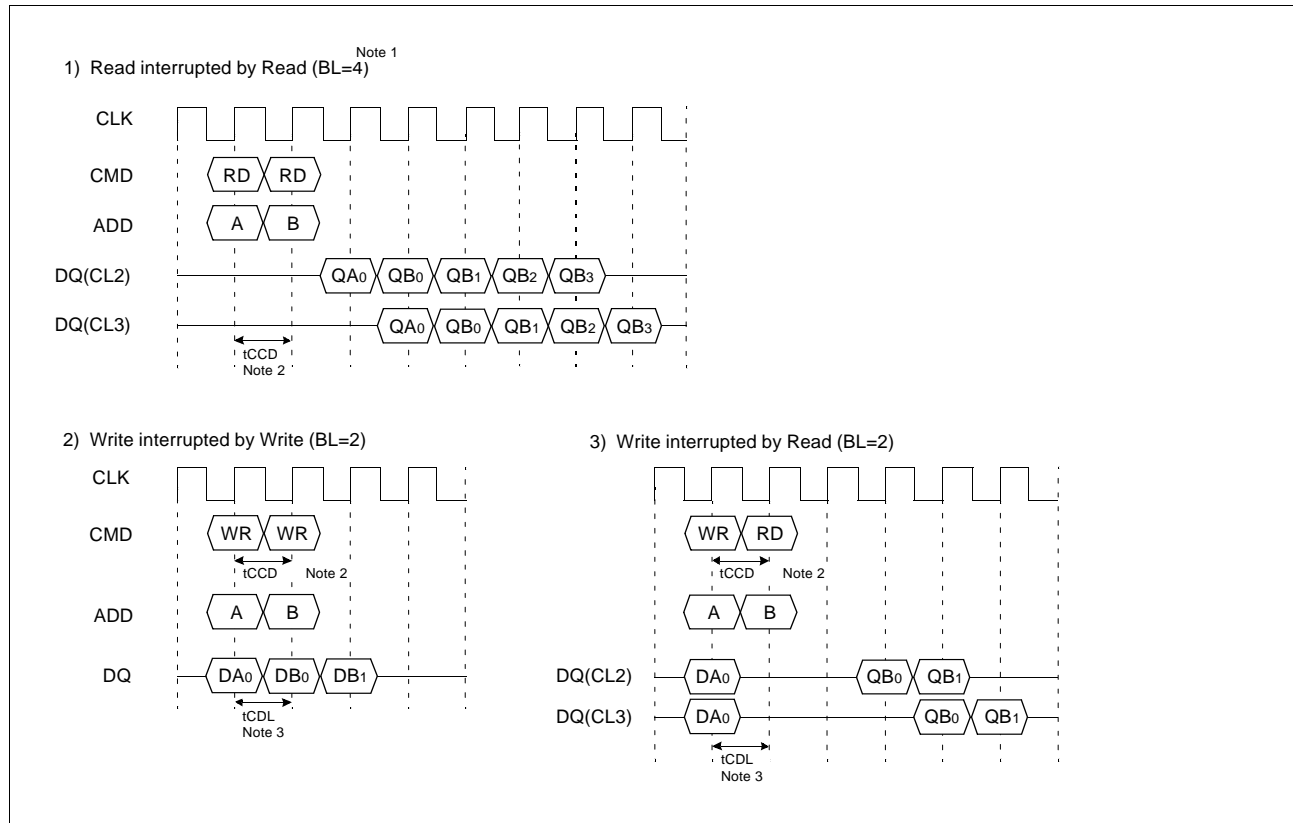 Note 1
1) Read interrupted by Read (BL=4)
CLK
CMD RD RD
ADD A B
DQ(CL2) QA0 QB0 QB1 QB2 QB3
DQ(CL3) QA0 QB0 QB1 QB2 QB3
tCCD
Note 2
2) Write interrupted by Write (BL=2)
CLK
CMD WR WR
tCCD Note 2
ADD A B
DQ DA0 DB0 DB1
tCDL
Note 3
3) Write interrupted by Read (BL=2)
WR RD
tCCD Note 2
A B
DQ(CL2) DA0 QB0 QB1
DQ(CL3) DA0 QB0 QB1
tCDL
Note 3